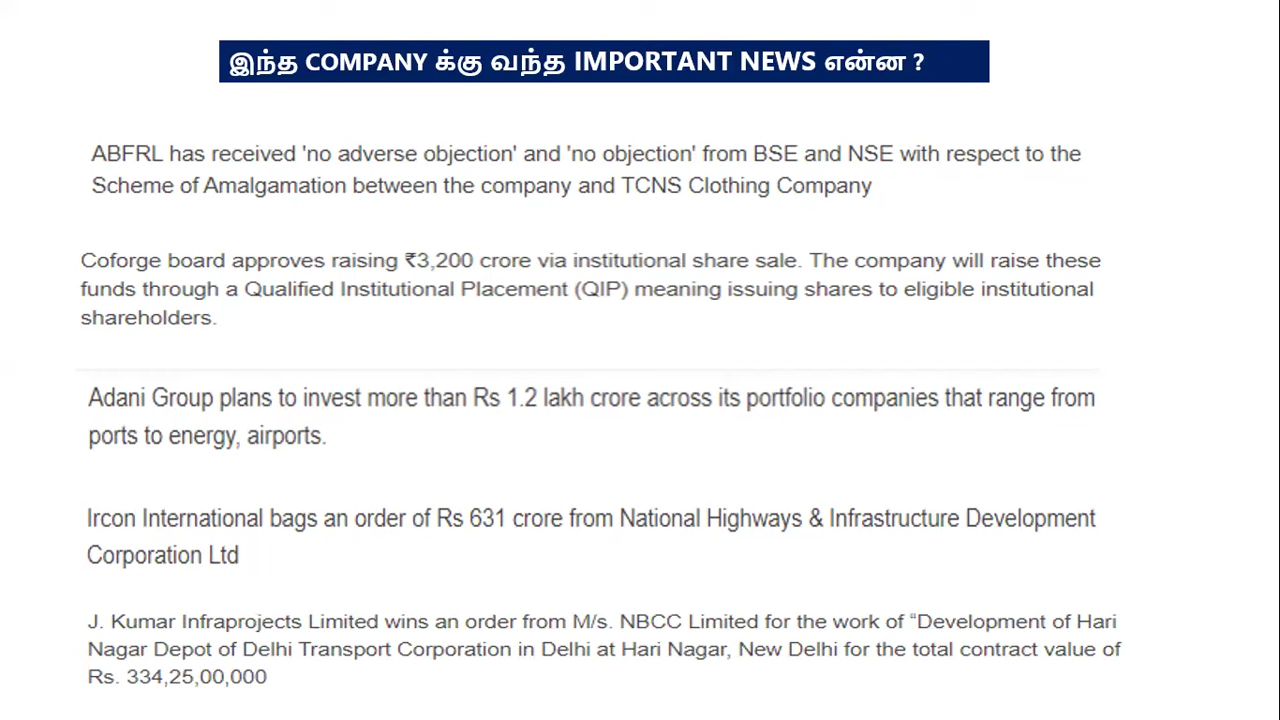 இந்த COMPANY க்கு வந்த IMPORTANT NEWS என்ன ?
ABFRL has received 'no adverse objection' and 'no objection' from BSE and NSE with respect to the
Scheme of Amalgamation between the company and TCNS Clothing Company
Coforge board approves raising ₹3,200 crore via institutional share sale. The company will raise these
funds through a Qualified Institutional Placement (QIP) meaning issuing shares to eligible institutional
shareholders.
Adani Group plans to invest more than Rs 1.2 lakh crore across its portfolio companies that range from
ports to energy, airports.
Ircon International bags an order of Rs 631 crore from National Highways & Infrastructure Development
Corporation Ltd
J. Kumar Infraprojects Limited wins an order from M/s. NBCC Limited for the work of “Development of Hari
Nagar Depot of Delhi Transport Corporation in Delhi at Hari Nagar, New Delhi for the total contract value of
Rs. 334,25,00,000